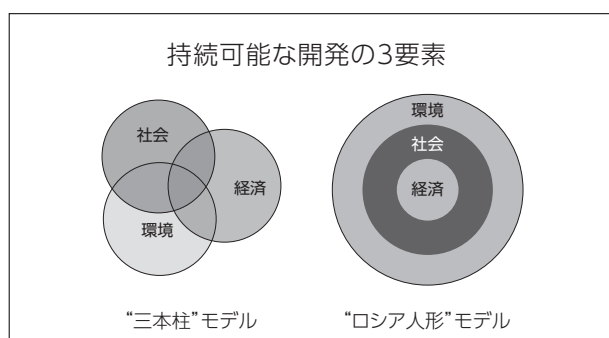 持続可能な開発の3要素
社会
経済
環境
環境
社会
経済
“三本柱”モデル
“ロシア人形”モデル